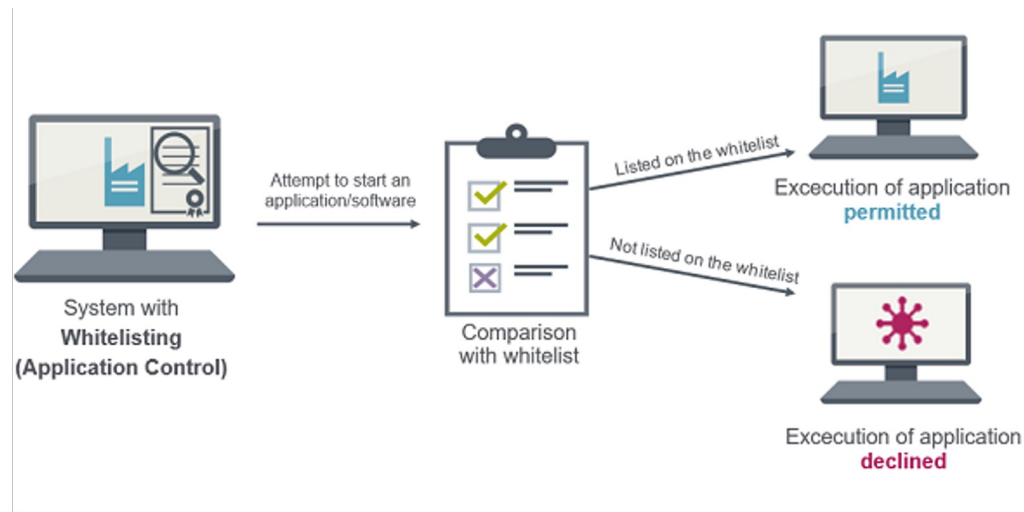 System with
Whitelisting
(Application Control)
Attempt to start an
application/software
Comparison
with whitelist
Listed on the whitelist
Excecution of application
permitted
Not listed on the whitelist
Excecution of application
declined